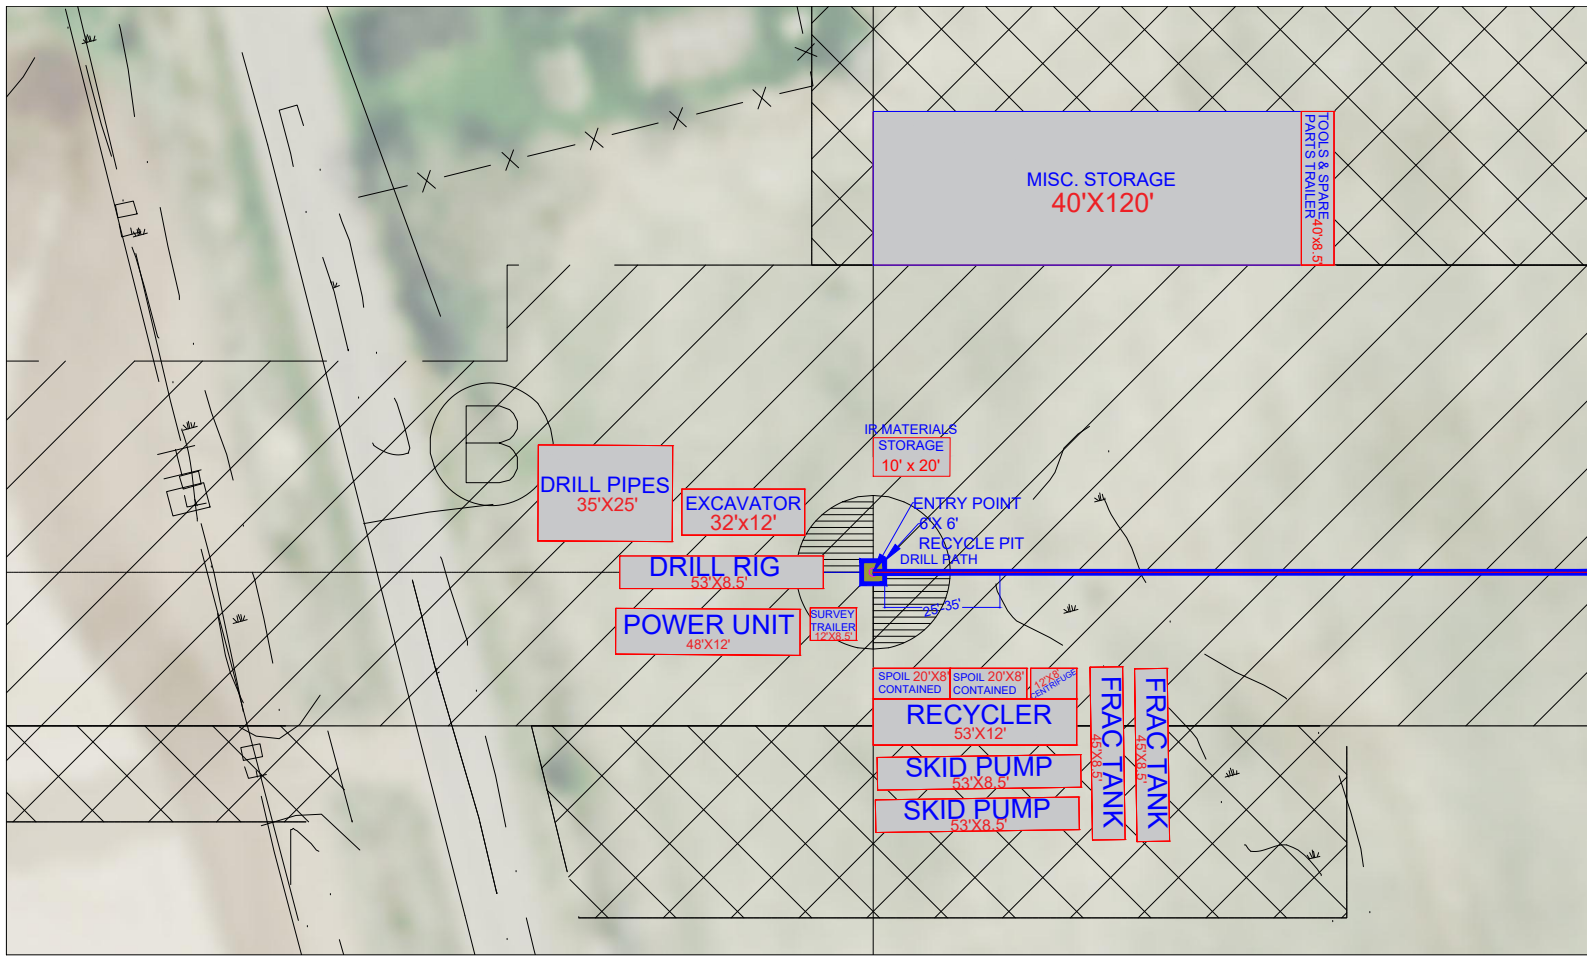 TOOLS & SPARE
PARTS TRAILER
40'x8.5'
MISC. STORAGE
40'X120'
B
IR MATERIALS
STORAGE
10' x 20'
DRILL PIPES
35'X25'
EXCAVATOR
32'x12'
ENTRY POINT
6'X 6'
RECYCLE PIT
DRILL PATH
DRILL RIG
53'X8.5'
25'-35'
POWER UNIT
48'X12'
SURVEY
TRAILER
12'X8.5'
SPOIL 20'X8'
CONTAINED
SPOIL 20'X8'
CONTAINED
12'X8'
CENTRIFUGE
RECYCLER
53'X12'
SKID PUMP
53'X8.5'
SKID PUMP
53'X8.5'
FRAC TANK
45'X8.5'
FRAC TANK
45'X8.5'